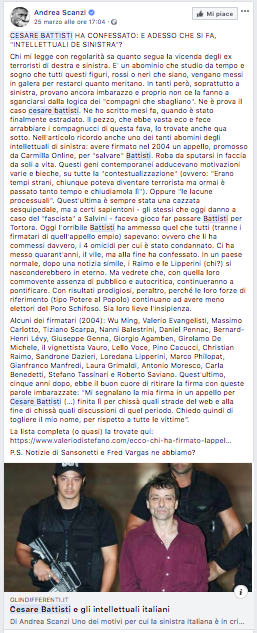 Andrea Scanzi
25 marzo alle ore 17:04 ·
Mi piace
CESARE BATTISTI HA CONFESSATO: E ADESSO CHE SI FA,
"INTELLETTUALI DE SINISTRA"?
Chi mi legge con regolarità sa quanto segua la vicenda degli ex
terroristi di destra e sinistra. E' un abominio che studio da tempo e
sogno che tutti questi figuri, rossi o neri che siano, vengano messi
in galera per restarci quanto meritano. In tanti però, soprattutto a
sinistra, provano ancora imbarazzo e proprio non ce la fanno a
sganciarsi dalla logica dei "compagni che sbagliano". Ne è prova il
caso cesare battisti. Ne ho scritto mesi fa, quando è stato
finalmente estradato. Il pezzo, che ebbe vasta eco e fece
arrabbiare i compagnucci di questa fava, lo trovate anche qua
sotto. Nell'articolo ricordo anche uno dei tanti abomini degli
intellettuali di sinistra: avere firmato nel 2004 un appello, promosso
da Carmilla Online, per "salvare" Battisti. Roba da sputarsi in faccia
da soli a vita. Questi geni contemporanei adducevano motivazioni
varie e bieche, su tutte la "contestualizzazione" (ovvero: "Erano
tempi strani, chiunque poteva diventare terrorista ma ormai è
passato tanto tempo e chiudiamola lì"). Oppure "le lacune
processuali". Quest'ultima è sempre stata una cazzata
sesquipedale, ma a certi sapientoni - gli stessi che oggi danno a
caso del "fascista" a Salvini - faceva gioco far passare Battisti per
Tortora. Oggi l'orribile Battisti ha ammesso quel che tutti (tranne i
firmatari di quell'appello empio) sapevano: ovvero che li ha
commessi davvero, i 4 omicidi per cui è stato condannato. Ci ha
messo quarant'anni, il vile, ma alla fine ha confessato. In un paese
normale, dopo una notizia simile, i Raimo e le Lipperini (chi?) si
nasconderebbero in eterno. Ma vedrete che, con quella loro
commovente assenza di pubblico e autocritica, continueranno a
pontificare. Con risultati prodigiosi, peraltro, perché le loro forze di
riferimento (tipo Potere al Popolo) continuano ad avere meno
elettori del Poro Schifoso. Sia loro lieve l'insipienza.
Alcuni dei firmatari (2004): Wu Ming, Valerio Evangelisti, Massimo
Carlotto, Tiziano Scarpa, Nanni Balestrini, Daniel Pennac, Bernard-
Henri Lévy, Giuseppe Genna, Giorgio Agamben, Girolamo De
Michele, il vignettista Vauro, Lello Voce, Pino Cacucci, Christian
Raimo, Sandrone Dazieri, Loredana Lipperini, Marco Philopat,
Gianfranco Manfredi, Laura Grimaldi, Antonio Moresco, Carla
Benedetti, Stefano Tassinari e Roberto Saviano. Quest'ultimo,
cinque anni dopo, ebbe il buon cuore di ritirare la firma con queste
parole imbarazzate: "Mi segnalano la mia firma in un appello per
Cesare Battisti (...) finita lì per chissà quali strade del web e alla
fine di chissà quali discussioni di quel periodo. Chiedo quindi di
togliere il mio nome, per rispetto a tutte le vittime".
La lista completa (o quasi) la trovate qui:
https://www.valeriodistefano.com/ecco-chi-ha-firmato-lappel...
P.S. Notizie di Sansonetti e Fred Vargas ne abbiamo?
GLINDIFFERENTI.IT
Cesare Battisti e gli intellettuali italiani
Di Andrea Scanzi Uno dei motivi per cui la sinistra italiana è in cri...